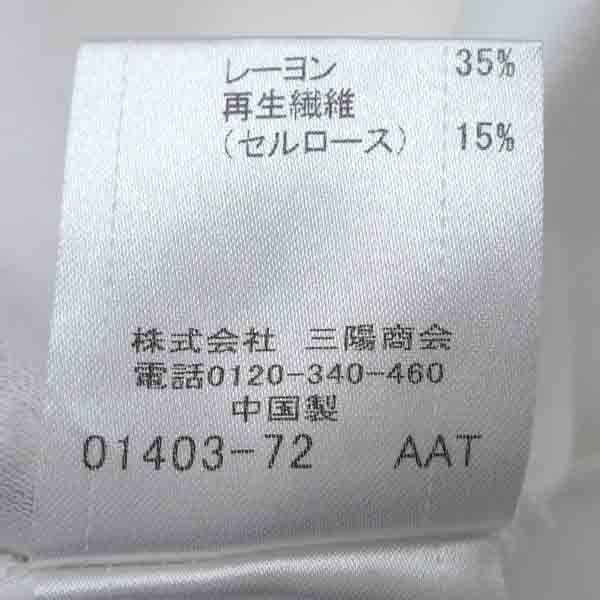 レーヨン 35%
再生繊維
（セルロース） 15%
株式会社 三陽商会
電話0120-340-460
中国製
01403-72 AAT